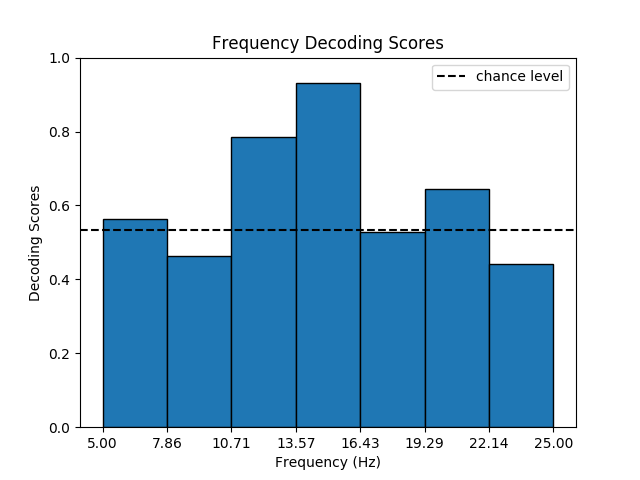 Frequency Decoding Scores
chance level
1.0
0.8
0.6
0.4
0.2
0.0
Decoding Scores
5.00 7.86 10.71 13.57 16.43 19.29 22.14 25.00
Frequency (Hz)